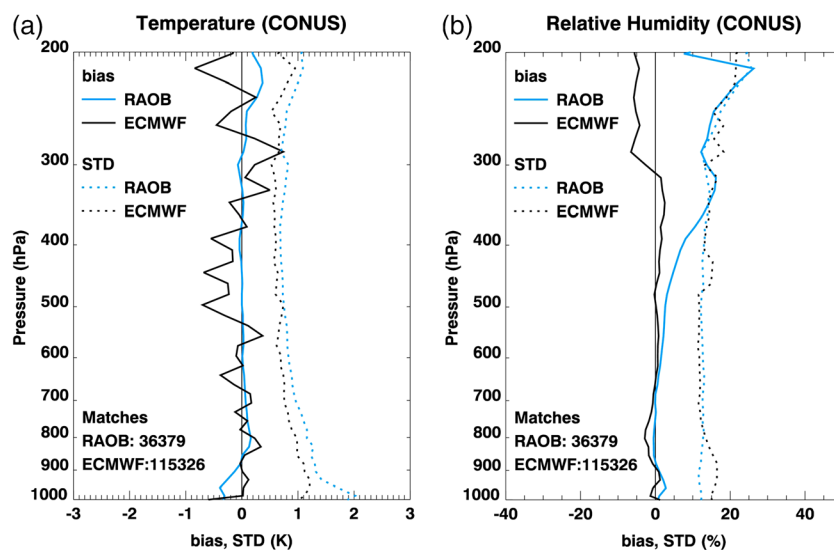 (a)
Temperature (CONUS)
200
300
400
500
600
700
800
900
1000
Pressure (hPa)
bias
RAOB
ECMWF
STD
RAOB
ECMWF
Matches
RAOB: 36379
ECMWF:115326
-3
-2
-1
0
1
2
3
bias, STD (K)
(b)
Relative Humidity (CONUS)
200
300
400
500
600
700
800
900
1000
Pressure (hPa)
bias
RAOB
ECMWF
STD
RAOB
ECMWF
Matches
RAOB: 36379
ECMWF:115326
-40
-20
0
20
40
bias, STD (%)